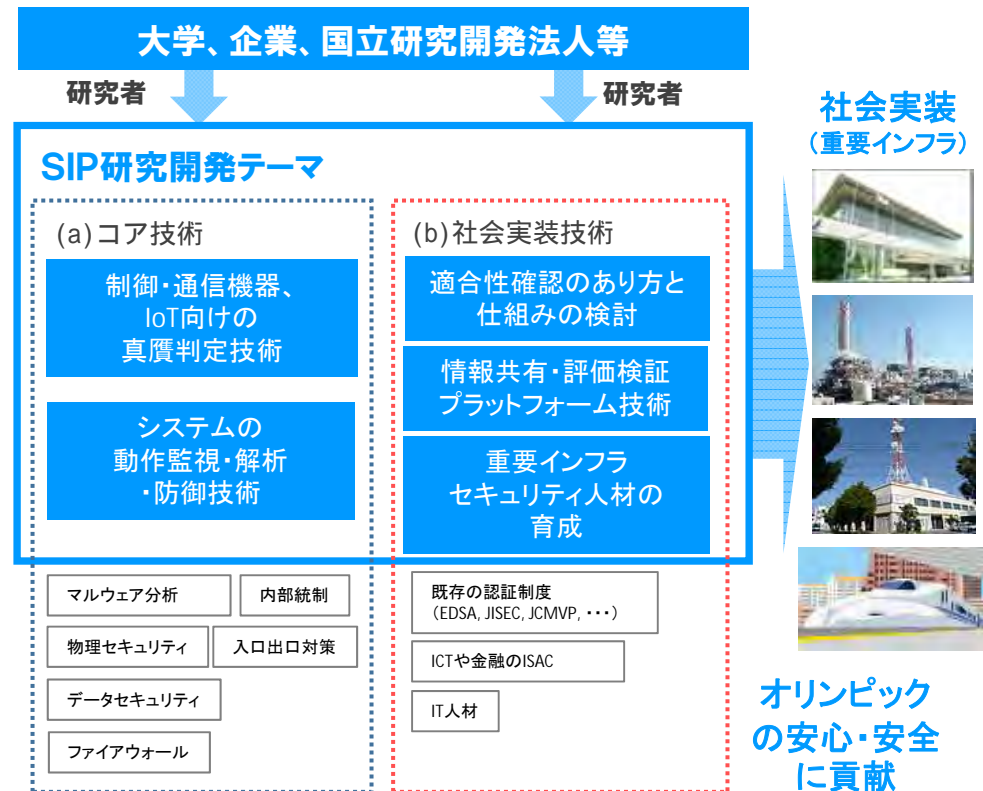 大学、企業、国立研究開発法人等
研究者
研究者
社会実装
(重要インフラ)
SIP研究開発テーマ
(a)コア技術
制御・通信機器、
IoT向けの
真贋判定技術
システムの
動作監視・解析
・防御技術
(b)社会実装技術
適合性確認のあり方と
仕組みの検討
情報共有・評価検証
プラットフォーム技術
重要インフラ
セキュリティ人材の
育成
マルウェア分析
内部統制
物理セキュリティ
入口出口対策
データセキュリティ
ファイアウォール
既存の認証制度
(EDSA, JISEC, JCMVP, ・・・)
ICTや金融のISAC
IT人材
オリンピック
の安心・安全
に貢献